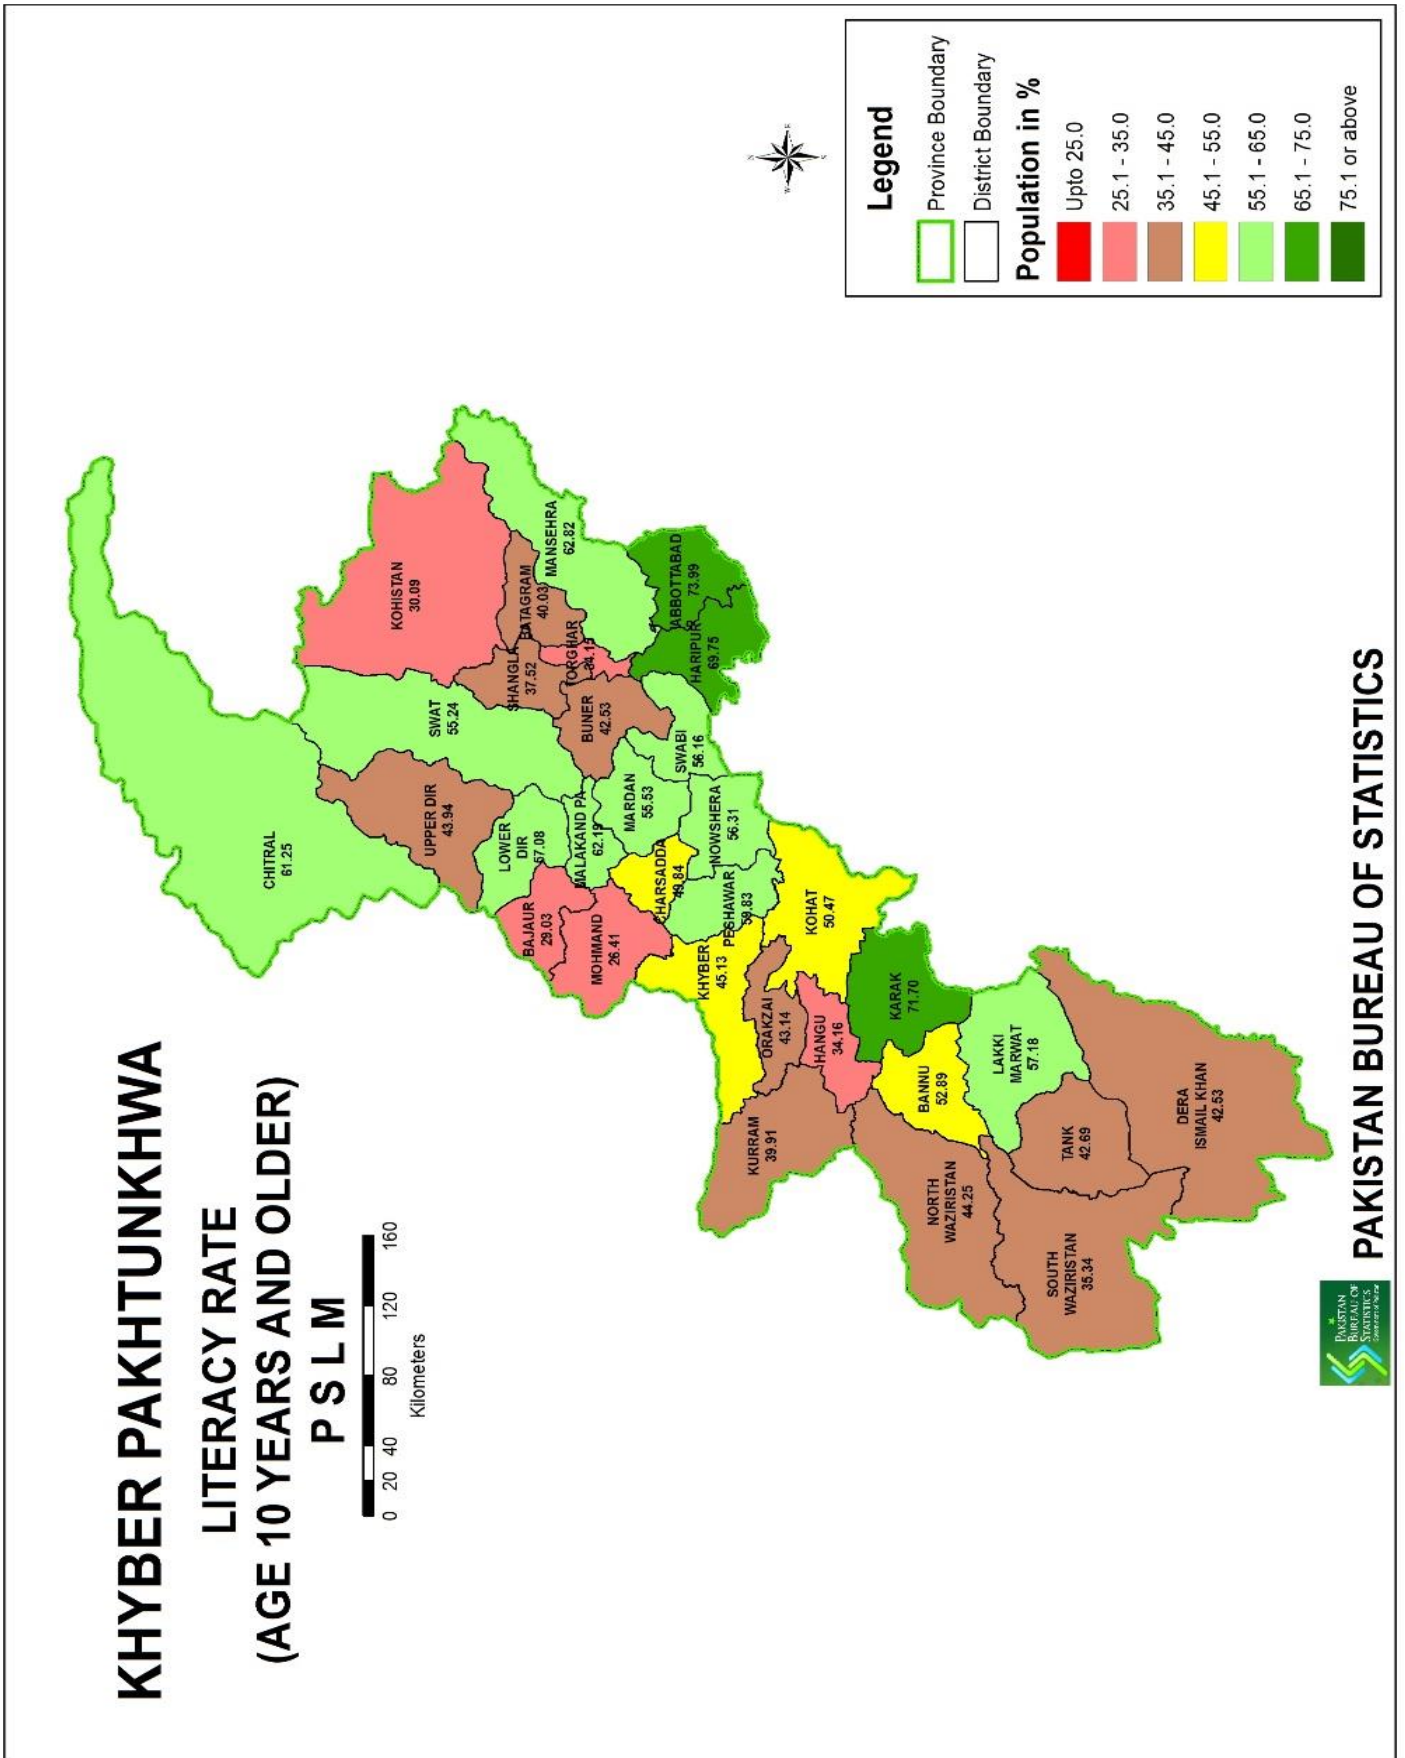 KHYBER PAKHTUNKHWA
LITERACY RATE
(AGE 10 YEARS AND OLDER)
P S L M
0 20 40 80 120 160
Kilometers
CHITRAL
61.25
UPPER DIR
43.94
SWAT
55.24
KOHISTAN
30.09
LOWER
DIR
57.08
SHANGLA
37.52
BATAGRAM
40.03
MANSEHRA
62.82
BAJAUR
29.03
MALAKAND PA
62.19
BUNER
42.53
TORGHAR
34.15
MOHMAND
26.41
MARDAN
55.53
SWABI
56.16
HARIPUR
69.75
ABBOTTABAD
73.99
CHARSADDA
49.84
KHYBER
45.13
PESHAWAR
59.83
NOWSHERA
56.31
KURRAM
39.91
ORAKZAI
43.14
HANGU
34.16
KOHAT
50.47
KARAK
71.70
NORTH
WAZIRISTAN
44.25
BANNU
52.89
LAKKI
MARWAT
57.18
SOUTH
WAZIRISTAN
35.34
TANK
42.69
DERA
ISMAIL KHAN
42.53
N
Legend
Province Boundary
District Boundary
Population in %
Upto 25.0
25.1 - 35.0
35.1 - 45.0
45.1 - 55.0
55.1 - 65.0
65.1 - 75.0
75.1 or above
PAKISTAN
BUREAU OF
STATISTICS
PAKISTAN BUREAU OF STATISTICS